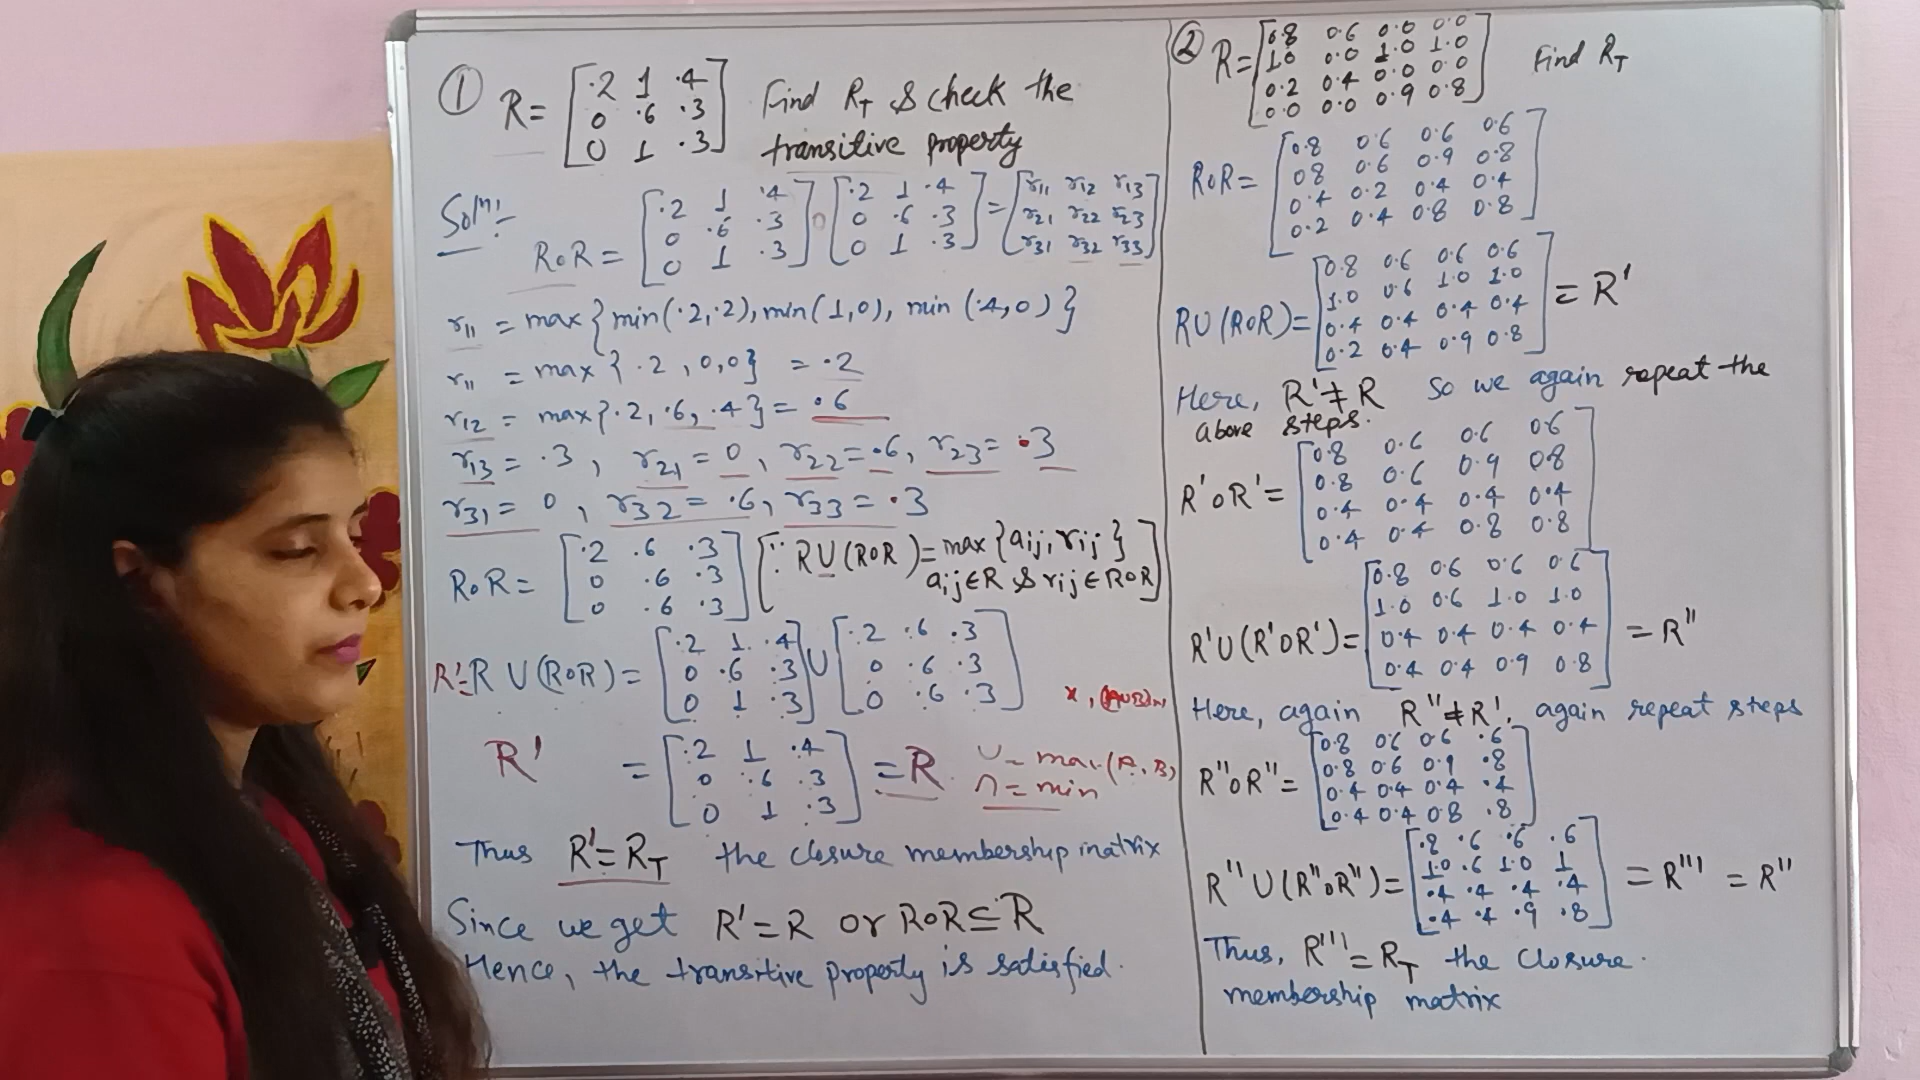 ① R = [.2 1 .4 Find R_T & check the
0 .6 .3
0 1 .3] transitive property
Solⁿ:-
RoR = [.2 1 .4
0 .6 .3
0 1 .3] o [.2 1 .4
0 .6 .3
0 1 .3] = [r11 r12 r13
r21 r22 r23
r31 r32 r33]
r11 = max{min(.2,.2), min(1,0), min(.4,0)}
r11 = max{.2,0,0} = .2
r12 = max{.2, .6, .4} = .6
r13 = .3, r21 = 0, r22 = .6, r23 = .3
r31 = 0, r32 = .6, r33 = .3
RoR = [.2 .6 .3
0 .6 .3
0 .6 .3]
[∵ RU(RoR) = max{aij, rij}
aij ∈ R & rij ∈ RoR]
R'=R U (RoR) = [.2 1 .4
0 .6 .3
0 1 .3] U [.2 .6 .3
0 .6 .3
0 .6 .3]
R' = [.2 1 .4
0 .6 .3
0 1 .3] = R
U = max(A,B)
∩ = min
Thus R' = R_T the closure membership matrix
Since we get R' = R or RoR ⊆ R
Hence, the transitive property is satisfied.
② R = [0.8 0.6 0.0 0.0
1.0 0.0 1.0 1.0
0.2 0.4 0.0 0.0
0.0 0.0 0.9 0.8] Find R_T
RoR = [0.8 0.6 0.6 0.6
0.8 0.6 0.9 0.8
0.4 0.2 0.4 0.4
0.2 0.4 0.8 0.8]
RU(RoR) = [0.8 0.6 0.6 0.6
1.0 0.6 1.0 1.0
0.4 0.4 0.4 0.4
0.2 0.4 0.9 0.8] = R'
Here, R' ≠ R So we again repeat the
above steps.
R'oR' = [0.8 0.6 0.6 0.6
0.8 0.6 0.9 0.8
0.4 0.4 0.4 0.4
0.4 0.4 0.8 0.8]
R'U(R'oR') = [0.8 0.6 0.6 0.6
1.0 0.6 1.0 1.0
0.4 0.4 0.4 0.4
0.4 0.4 0.9 0.8] = R"
Here, again R" ≠ R', again repeat steps
R"oR" = [0.8 0.6 0.6 .6
0.8 0.6 0.9 .8
0.4 0.4 0.4 .4
0.4 0.4 0.8 .8]
R"U(R"oR") = [.8 .6 .6 .6
1.0 .6 1.0 1
.4 .4 .4 .4
.4 .4 .9 .8] = R''' = R"
Thus, R''' = R_T the closure.
membership matrix